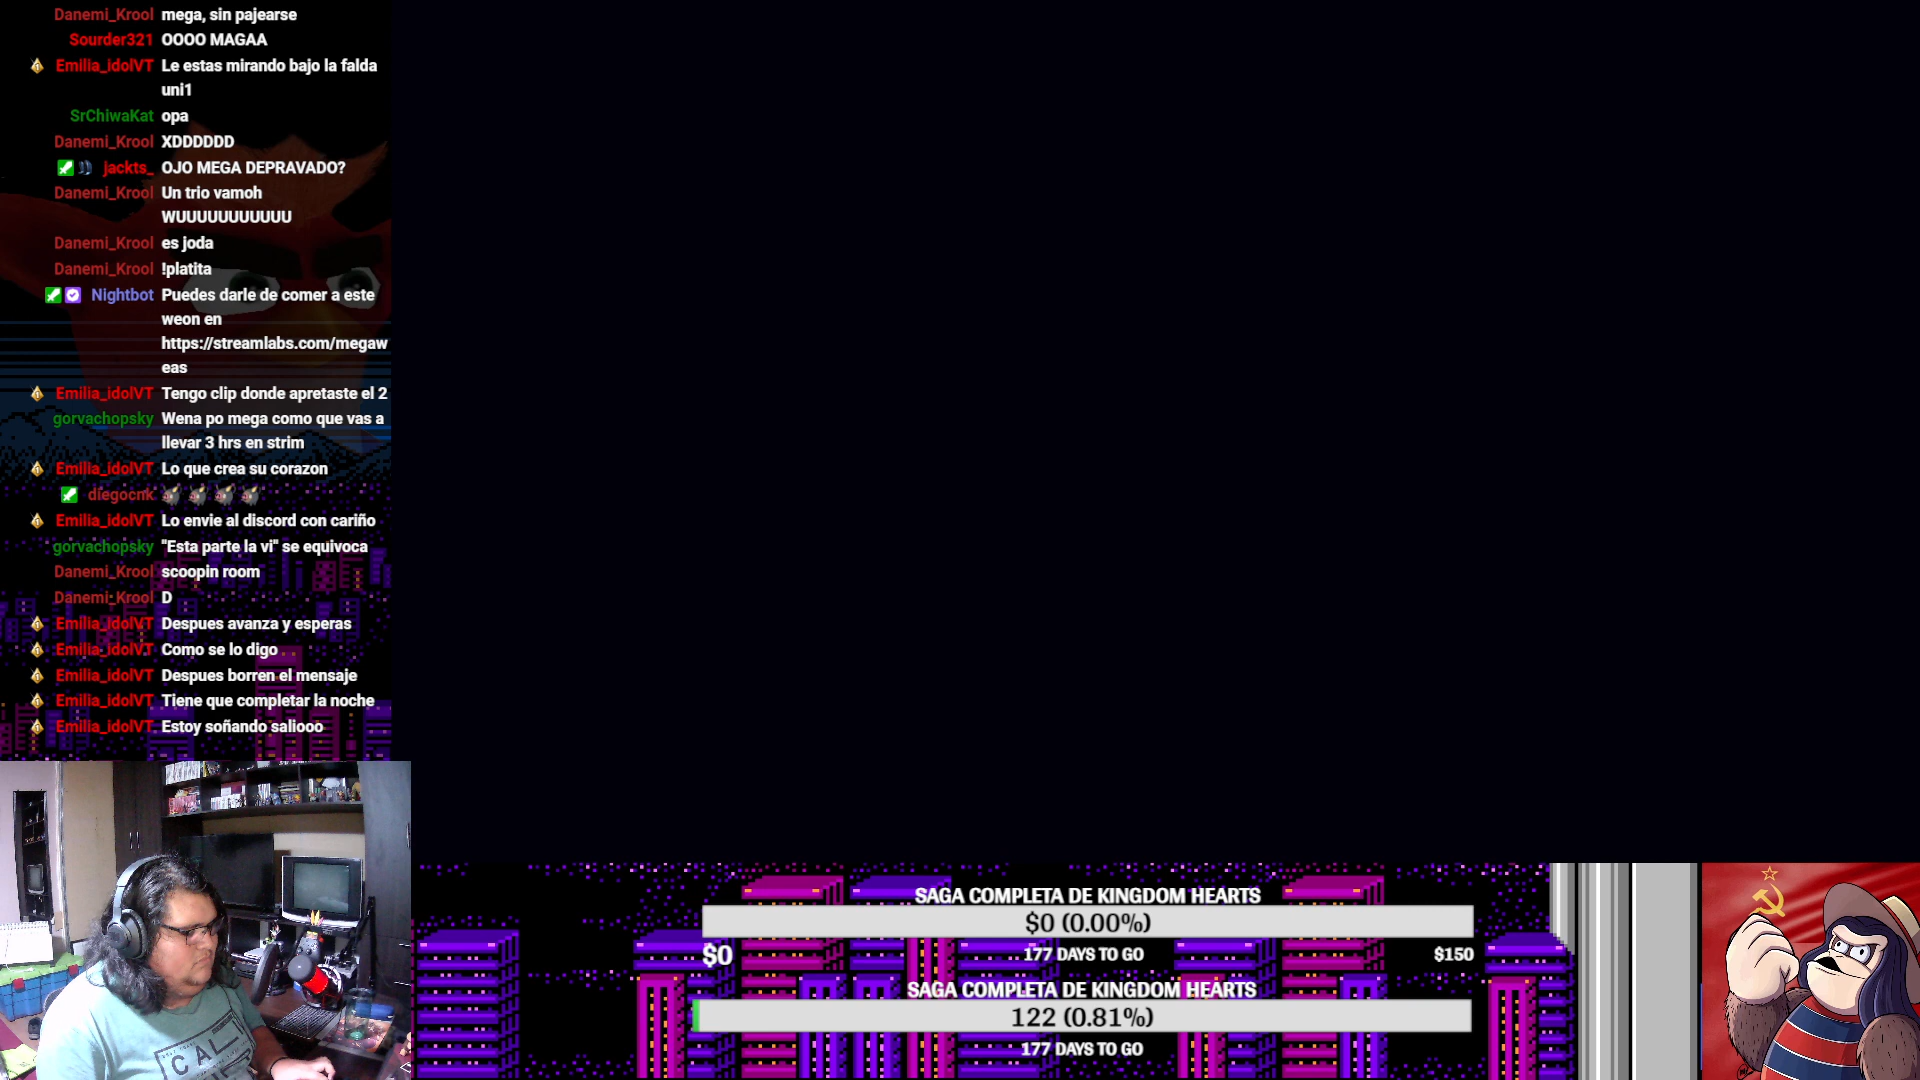 Danemi_Krool mega, sin pajearse
Sourder321 OOOO MAGAA
Emilia_idolVT Le estas mirando bajo la falda
uni1
SrChiwaKat opa
Danemi_Krool XDDDDDD
jackts_ OJO MEGA DEPRAVADO?
Danemi_Krool Un trio vamoh
WUUUUUUUUUUU
Danemi_Krool es joda
Danemi_Krool !platita
Nightbot Puedes darle de comer a este
weon en
https://streamlabs.com/megaw
eas
Emilia_idolVT Tengo clip donde apretaste el 2
gorvachopsky Wena po mega como que vas a
llevar 3 hrs en strim
Emilia_idolVT Lo que crea su corazon
diegocnk
Emilia_idolVT Lo envie al discord con cariño
gorvachopsky "Esta parte la vi" se equivoca
Danemi_Krool scoopin room
Danemi_Krool D
Emilia_idolVT Despues avanza y esperas
Emilia_idolVT Como se lo digo
Emilia_idolVT Despues borren el mensaje
Emilia_idolVT Tiene que completar la noche
Emilia_idolVT Estoy soñando saliooo
SAGA COMPLETA DE KINGDOM HEARTS
$0 (0.00%)
$0 177 DAYS TO GO $150
SAGA COMPLETA DE KINGDOM HEARTS
122 (0.81%)
177 DAYS TO GO
CAL